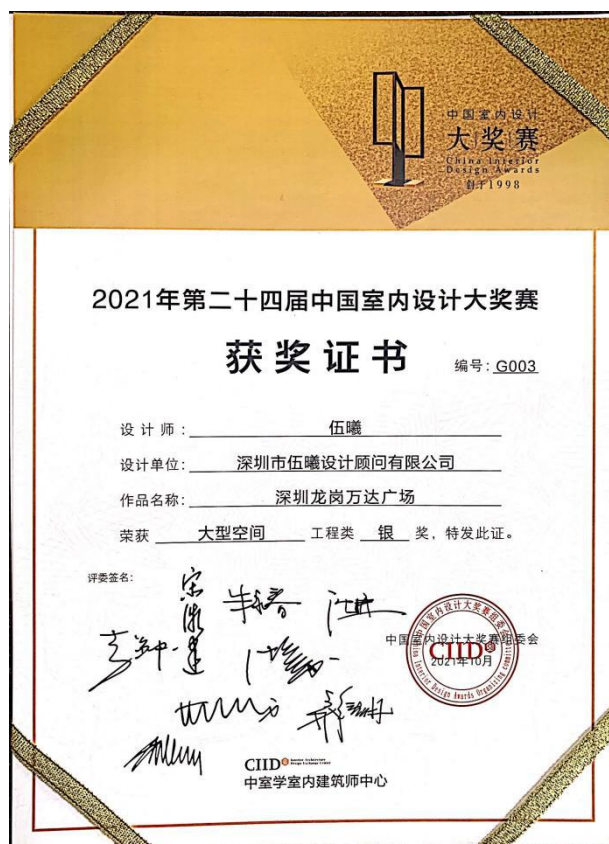 中国室内设计
大奖赛
China Interior
Design Awards
创于1998
2021年第二十四届中国室内设计大奖赛
获奖证书 编号: G003
设计师: 伍曦
设计单位: 深圳市伍曦设计顾问有限公司
作品名称: 深圳龙岗万达广场
荣获 大型空间 工程类 银 奖，特发此证。
评委签名:
中国室内设计大奖赛组委会
CIID
2021年10月
CIID
中室学室内建筑师中心